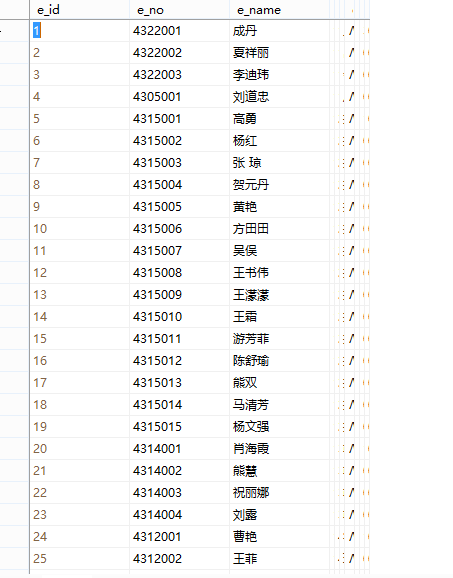 e_id e_no e_name
1 4322001 成丹
2 4322002 夏祥丽
3 4322003 李迪玮
4 4305001 刘道忠
5 4315001 高勇
6 4315002 杨红
7 4315003 张 琼
8 4315004 贺元丹
9 4315005 黄艳
10 4315006 方田田
11 4315007 吴俣
12 4315008 王书伟
13 4315009 王濛濛
14 4315010 王霜
15 4315011 游芳菲
16 4315012 陈舒瑜
17 4315013 熊双
18 4315014 马清芳
19 4315015 杨文强
20 4314001 肖海霞
21 4314002 熊慧
22 4314003 祝丽娜
23 4314004 刘露
24 4312001 曹艳
25 4312002 王菲